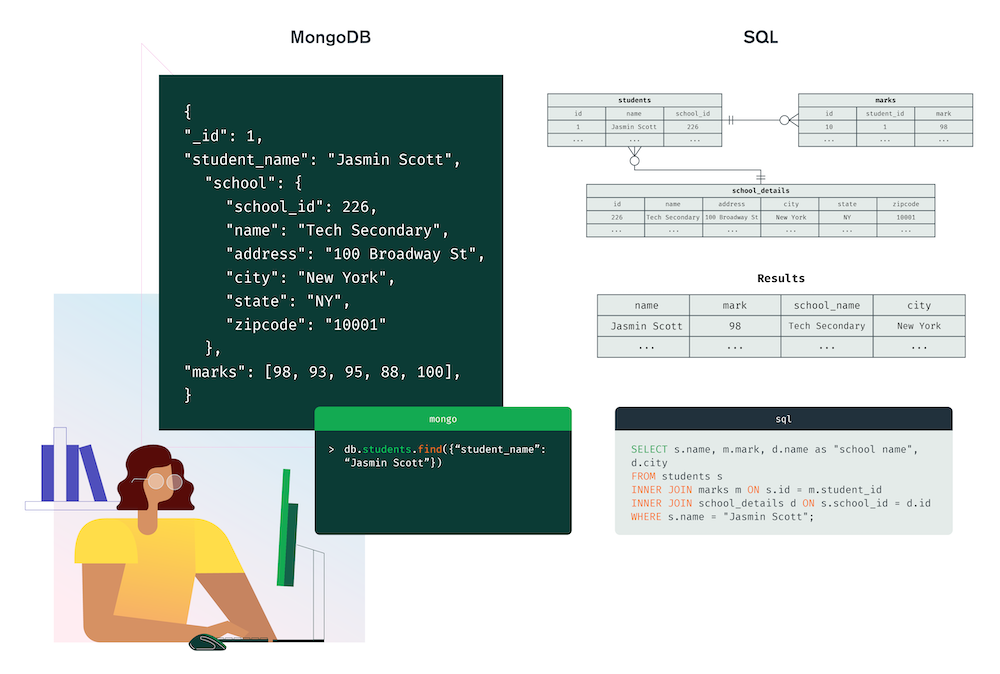 MongoDB
{
"_id": 1,
"student_name": "Jasmin Scott",
"school": {
"school_id": 226,
"name": "Tech Secondary",
"address": "100 Broadway St",
"city": "New York",
"state": "NY",
"zipcode": "10001"
},
"marks": [98, 93, 95, 88, 100],
}
mongo
> db.students.find({“student_name”:
“Jasmin Scott”})
SQL
students
id name school_id
1 Jasmin Scott 226
... ... ...
marks
id student_id mark
10 1 98
... ... ...
school_details
id name address city state zipcode
226 Tech Secondary 100 Broadway St New York NY 10001
... ... ... ... ... ...
Results
name mark school_name city
Jasmin Scott 98 Tech Secondary New York
... ... ... ...
sql
SELECT s.name, m.mark, d.name as "school name",
d.city
FROM students s
INNER JOIN marks m ON s.id = m.student_id
INNER JOIN school_details d ON s.school_id = d.id
WHERE s.name = "Jasmin Scott";